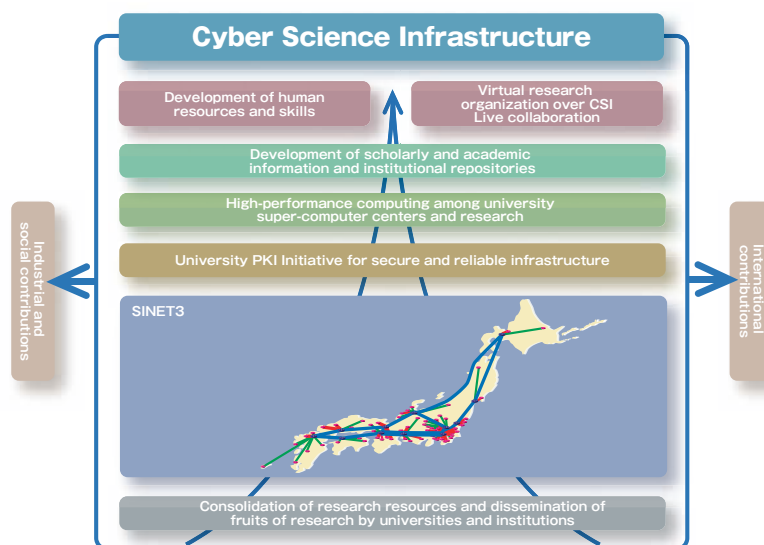 Cyber Science Infrastructure
Development of human
resources and skills
Virtual research
organization over CSI
Live collaboration
Development of scholarly and academic
information and institutional repositories
High-performance computing among university
super-computer centers and research
University PKI Initiative for secure and reliable infrastructure
Industrial and
social contributions
International
contributions
SINET3
Consolidation of research resources and dissemination of
fruits of research by universities and institutions